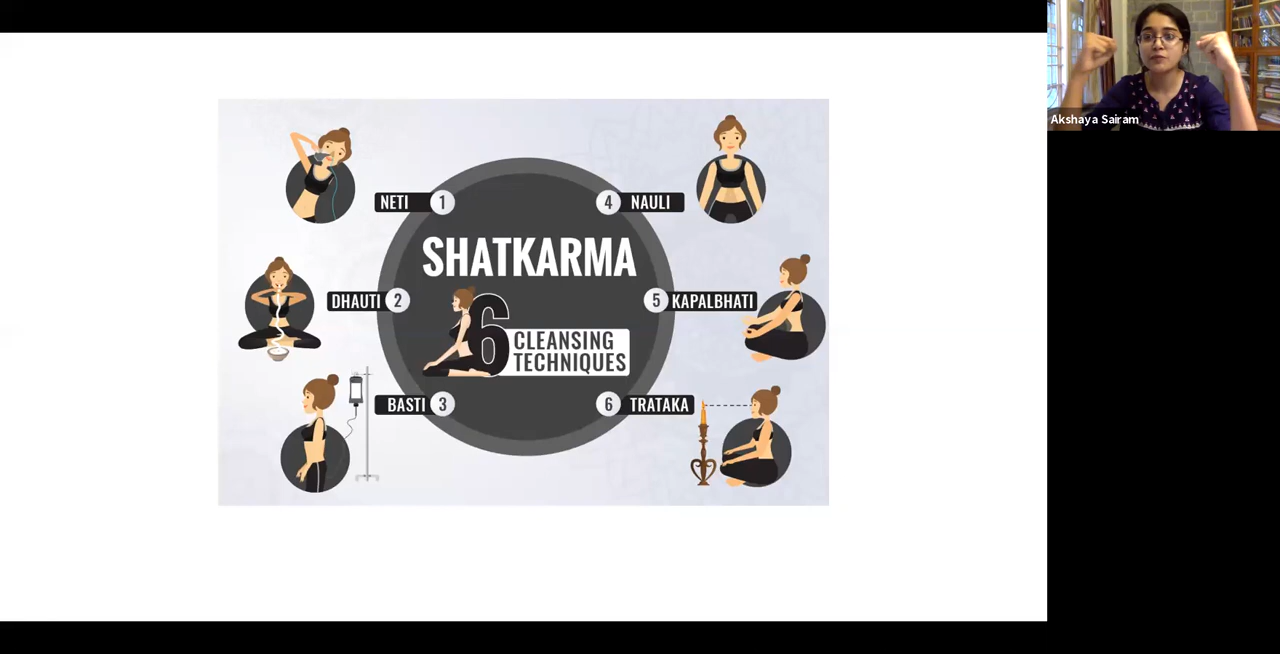 Akshaya Sairam
NETI 1
4 NAULI
SHATKARMA
DHAUTI 2
5 KAPALBHATI
6 CLEANSING
TECHNIQUES
BASTI 3
6 TRATAKA